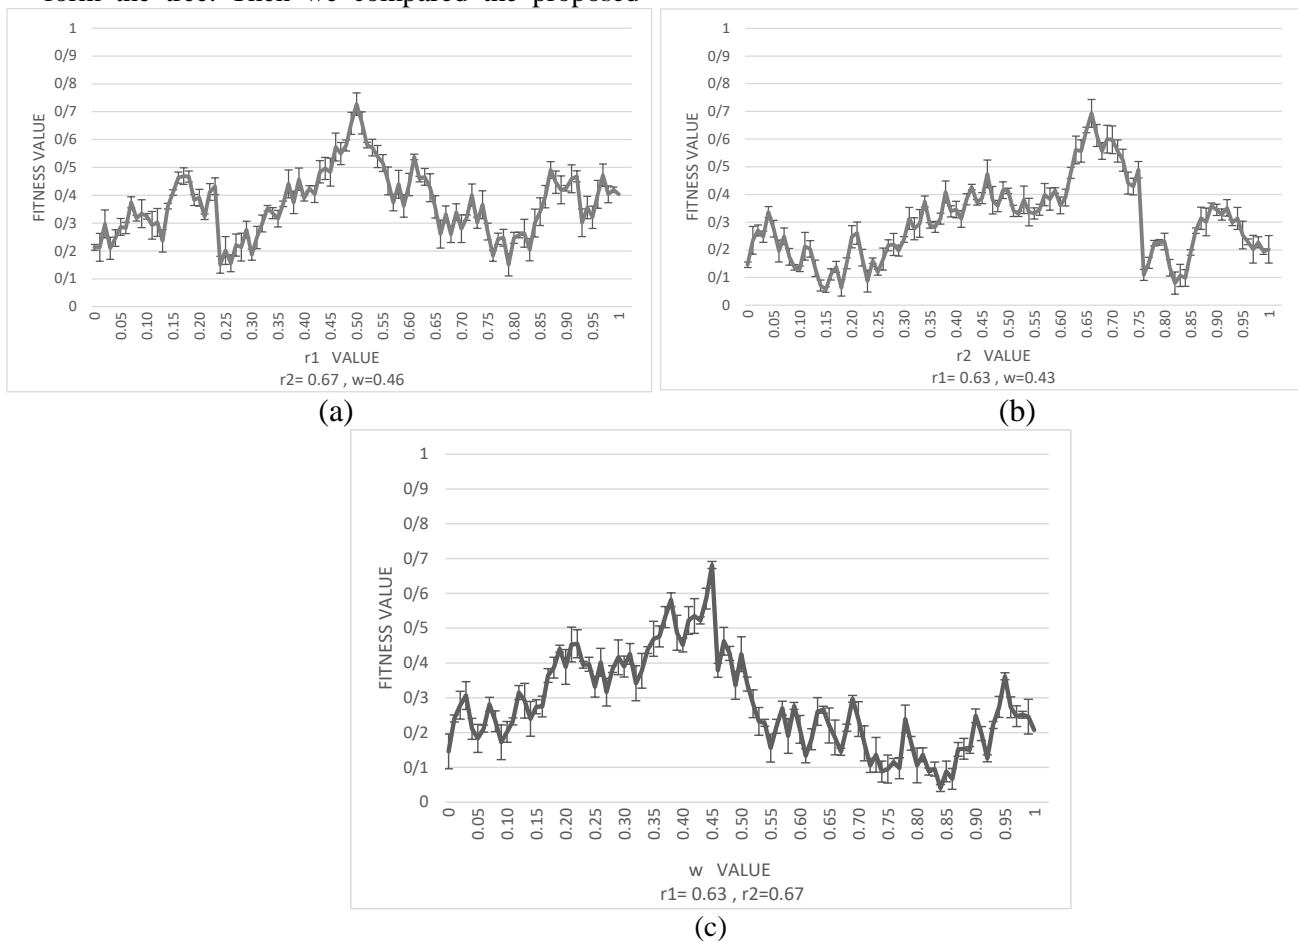 form the tree. Then we compared the proposed
1
0/9
0/8
0/7
0/6
0/5
0/4
0/3
0/2
0/1
0
FITNESS VALUE
0 0.05 0.10 0.15 0.20 0.25 0.30 0.35 0.40 0.45 0.50 0.55 0.60 0.65 0.70 0.75 0.80 0.85 0.90 0.95 1
r1 VALUE
r2= 0.67 , w=0.46
(a)
1
0/9
0/8
0/7
0/6
0/5
0/4
0/3
0/2
0/1
0
FITNESS VALUE
0 0.05 0.10 0.15 0.20 0.25 0.30 0.35 0.40 0.45 0.50 0.55 0.60 0.65 0.70 0.75 0.80 0.85 0.90 0.95 1
r2 VALUE
r1= 0.63 , w=0.43
(b)
1
0/9
0/8
0/7
0/6
0/5
0/4
0/3
0/2
0/1
0
FITNESS VALUE
0 0.05 0.10 0.15 0.20 0.25 0.30 0.35 0.40 0.45 0.50 0.55 0.60 0.65 0.70 0.75 0.80 0.85 0.90 0.95 1
w VALUE
r1= 0.63 , r2=0.67
(c)